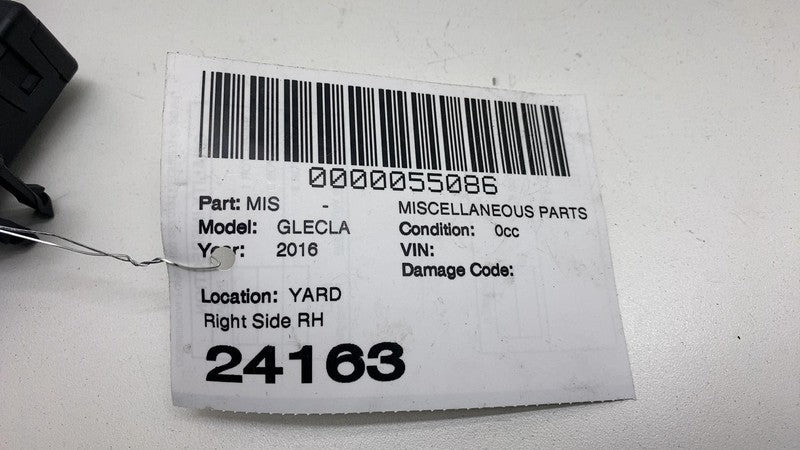 0000055086
Part: MIS - MISCELLANEOUS PARTS
Model: GLECLA Condition: 0cc
Year: 2016 VIN:
Damage Code:
Location: YARD
Right Side RH
24163